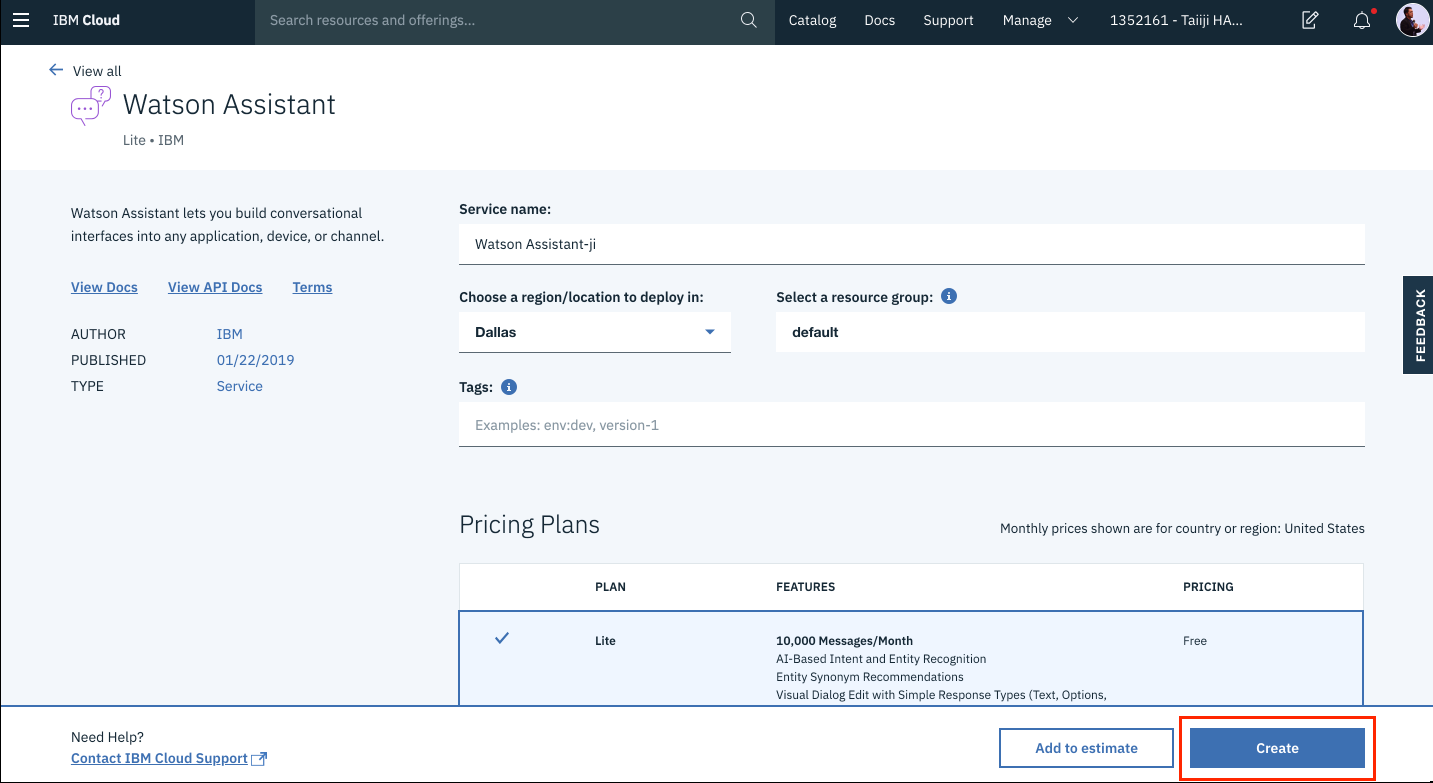 IBM Cloud
Search resources and offerings...
Catalog
Docs
Support
Manage
1352161 - Taiiji HA...
View all
Watson Assistant
Lite • IBM
Watson Assistant lets you build conversational
interfaces into any application, device, or channel.
View Docs
View API Docs
Terms
AUTHOR IBM
PUBLISHED 01/22/2019
TYPE Service
Service name:
Watson Assistant-ji
Choose a region/location to deploy in:
Dallas
Select a resource group:
default
Tags:
Examples: env:dev, version-1
FEEDBACK
Pricing Plans
Monthly prices shown are for country or region: United States
PLAN FEATURES PRICING
Lite 10,000 Messages/Month Free
AI-Based Intent and Entity Recognition
Entity Synonym Recommendations
Visual Dialog Edit with Simple Response Types (Text, Options,
Need Help?
Contact IBM Cloud Support
Add to estimate
Create